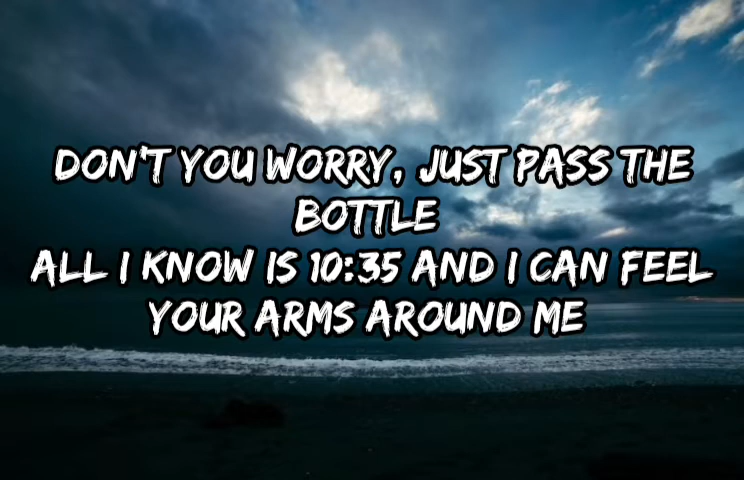 DON'T YOU WORRY, JUST PASS THE
BOTTLE
ALL I KNOW IS 10:35 AND I CAN FEEL
YOUR ARMS AROUND ME